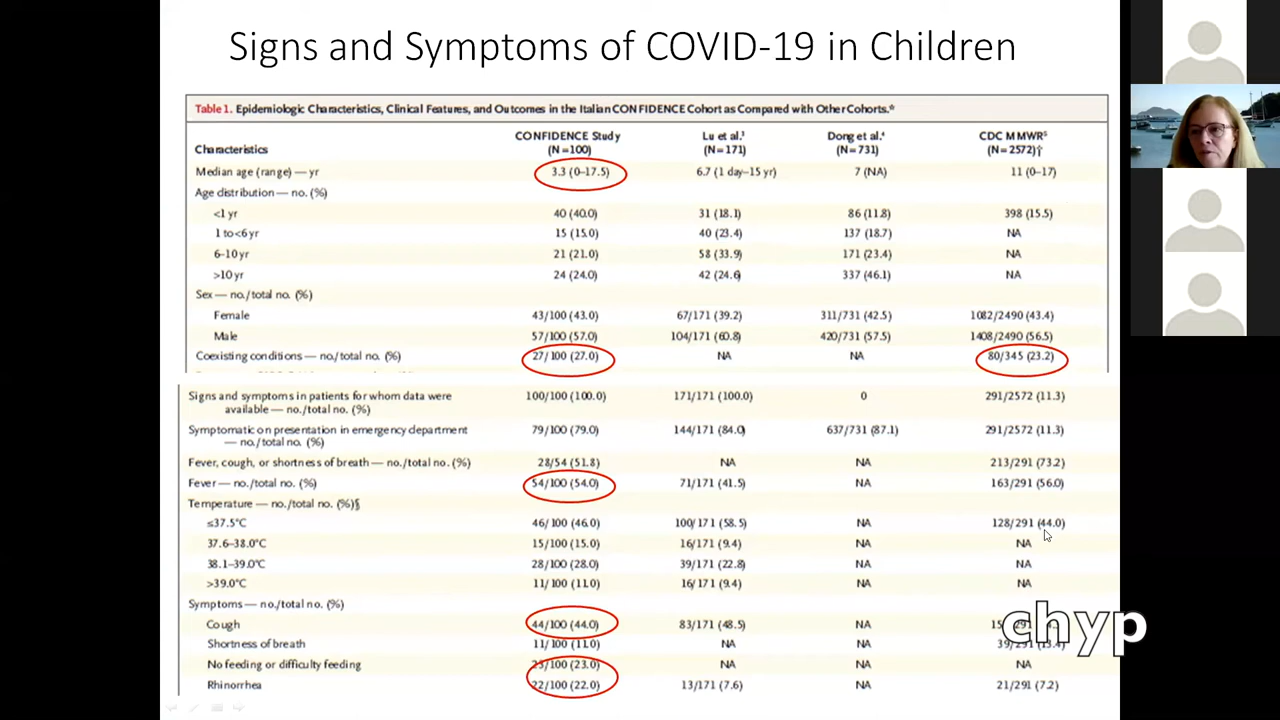 Signs and Symptoms of COVID-19 in Children
Table 1. Epidemiologic Characteristics, Clinical Features, and Outcomes in the Italian CONFIDENCE Cohort as Compared with Other Cohorts.*
Characteristics CONFIDENCE Study (N=100) Lu et al.³ (N=171) Dong et al.⁴ (N=731) CDC MMWR⁵ (N=2572)†
Median age (range) — yr 3.3 (0–17.5) 6.7 (1 day–15 yr) 7 (NA) 11 (0–17)
Age distribution — no. (%)
<1 yr 40 (40.0) 31 (18.1) 86 (11.8) 398 (15.5)
1 to <6 yr 15 (15.0) 40 (23.4) 137 (18.7) NA
6–10 yr 21 (21.0) 58 (33.9) 171 (23.4) NA
>10 yr 24 (24.0) 42 (24.6) 337 (46.1) NA
Sex — no./total no. (%)
Female 43/100 (43.0) 67/171 (39.2) 311/731 (42.5) 1082/2490 (43.4)
Male 57/100 (57.0) 104/171 (60.8) 420/731 (57.5) 1408/2490 (56.5)
Coexisting conditions — no./total no. (%) 27/100 (27.0) NA NA 80/345 (23.2)
Signs and symptoms in patients for whom data were available — no./total no. (%) 100/100 (100.0) 171/171 (100.0) 0 291/2572 (11.3)
Symptomatic on presentation in emergency department — no./total no. (%) 79/100 (79.0) 144/171 (84.0) 637/731 (87.1) 291/2572 (11.3)
Fever, cough, or shortness of breath — no./total no. (%) 28/54 (51.8) NA NA 213/291 (73.2)
Fever — no./total no. (%) 54/100 (54.0) 71/171 (41.5) NA 163/291 (56.0)
Temperature — no./total no. (%)§
≤37.5°C 46/100 (46.0) 100/171 (58.5) NA 128/291 (44.0)
37.6–38.0°C 15/100 (15.0) 16/171 (9.4) NA NA
38.1–39.0°C 28/100 (28.0) 39/171 (22.8) NA NA
>39.0°C 11/100 (11.0) 16/171 (9.4) NA NA
Symptoms — no./total no. (%)
Cough 44/100 (44.0) 83/171 (48.5) NA
Shortness of breath 11/100 (11.0) NA NA 39/291 (13.4)
No feeding or difficulty feeding 23/100 (23.0) NA NA NA
Rhinorrhea 22/100 (22.0) 13/171 (7.6) NA 21/291 (7.2)
chyp